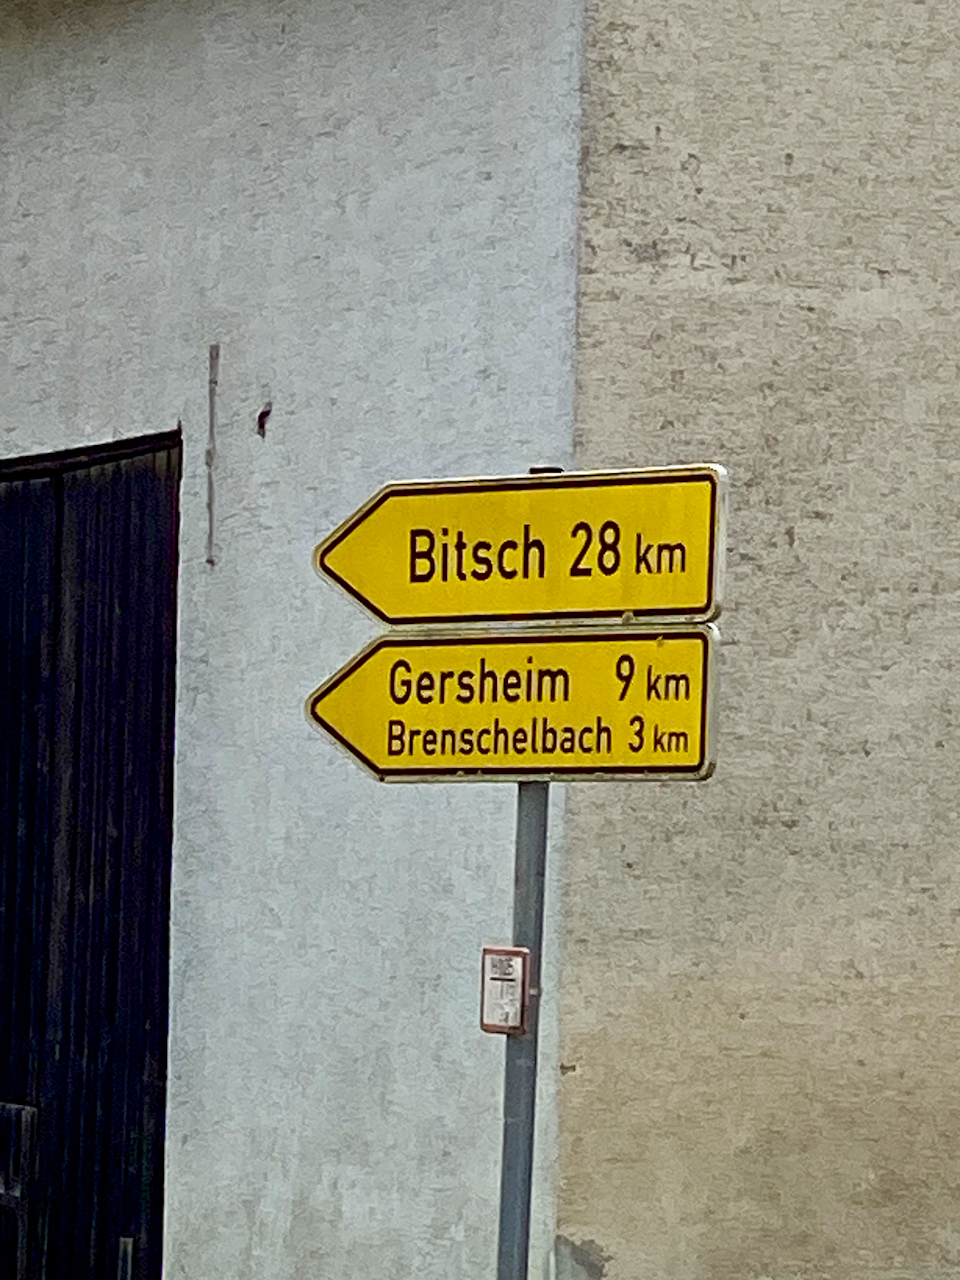 Bitsch 28 km
Gersheim 9 km
Brenschelbach 3 km